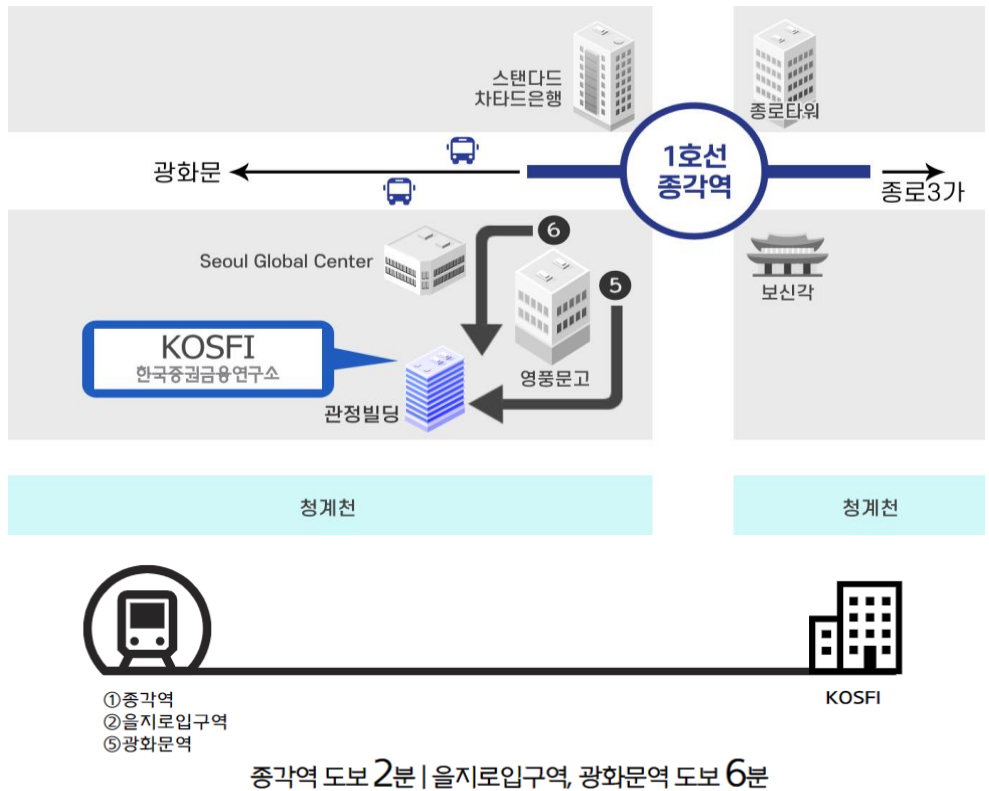 스탠다드
차타드은행
종로타워
1호선
종각역
광화문
종로3가
6
Seoul Global Center
5
보신각
KOSFI
한국증권금융연구소
영풍문고
관정빌딩
청계천
청계천
①종각역
②을지로입구역
⑤광화문역
KOSFI
종각역 도보 2분 | 을지로입구역, 광화문역 도보 6분